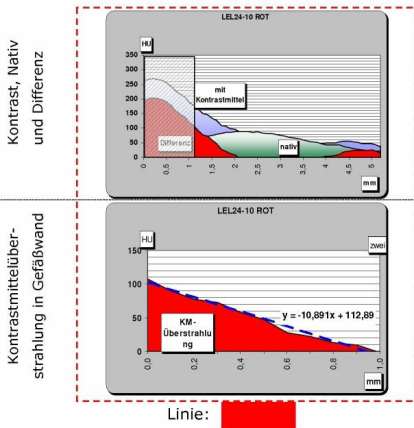 Kontrast, Nativ
und Differenz
LEL24-10 ROT
HU
350
300
250
200
150
100
50
0
mit
Kontrastmittel
Differenz
nativ
0
0.5
1
1.5
2
2.5
3
3.5
4
4.5
5
mm
Kontrastmittelüber-
strahlung in Gefäßwand
LEL24-10 ROT
HU
zwei
150
100
50
0
y = -10,891x + 112,89
KM-
Überstrahlu
ng
0.0
0.2
0.4
0.6
0.8
1.0
mm
Linie: